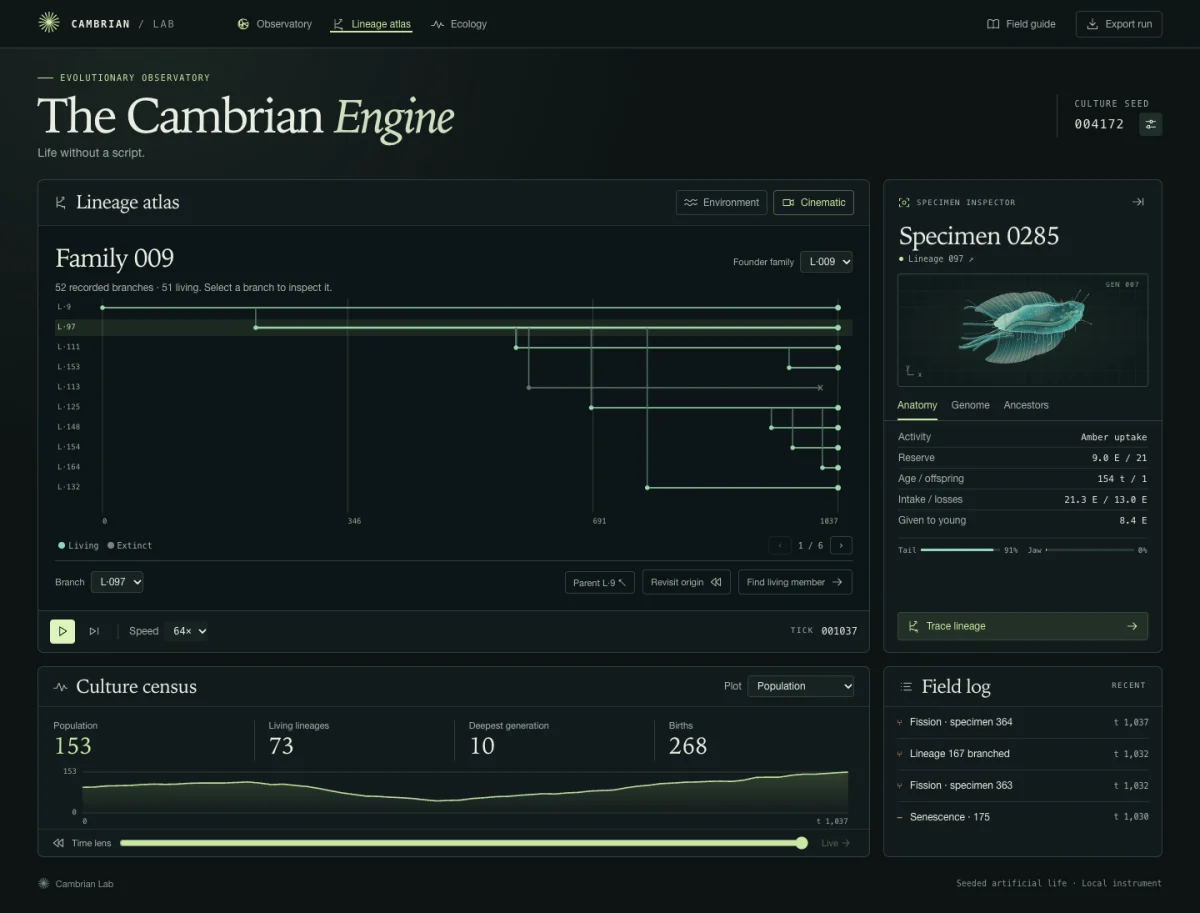 CAMBRIAN / LAB
Observatory
Lineage atlas
Ecology
Field guide
Export run
EVOLUTIONARY OBSERVATORY
The Cambrian Engine
Life without a script.
CULTURE SEED
004172
Lineage atlas
Environment
Cinematic
Family 009
Founder family L·009
52 recorded branches · 51 living. Select a branch to inspect it.
L·9
L·97
L·111
L·153
L·113
L·125
L·148
L·154
L·164
L·132
0 346 691 1037
Living Extinct
1 / 6
Branch L·097
Parent L·9
Revisit origin
Find living member
Speed 64×
TICK 001037
SPECIMEN INSPECTOR
Specimen 0285
Lineage 097
GEN 007
Y
X
Anatomy Genome Ancestors
Activity Amber uptake
Reserve 9.0 E / 21
Age / offspring 154 t / 1
Intake / losses 21.3 E / 13.0 E
Given to young 8.4 E
Tail 91% Jaw 0%
Trace lineage
Culture census
Plot Population
Population
153
Living lineages
73
Deepest generation
10
Births
268
153
0
0 t 1,037
Time lens Live
Field log
RECENT
Fission · specimen 364 t 1,037
Lineage 167 branched t 1,032
Fission · specimen 363 t 1,032
Senescence · 175 t 1,030
Cambrian Lab
Seeded artificial life · Local instrument